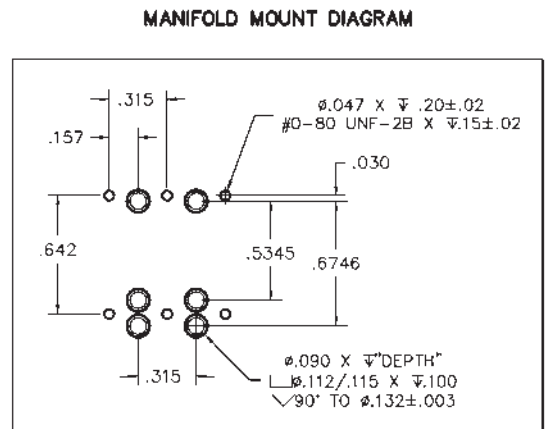 MANIFOLD MOUNT DIAGRAM
.315
ø.047 X ↧ .20±.02
#0-80 UNF-2B X ↧.15±.02
.157
.030
.642
.5345
.6746
.315
ø.090 X ↧"DEPTH"
⌴ø.112/.115 X ↧.100
⌵90° TO ø.132±.003